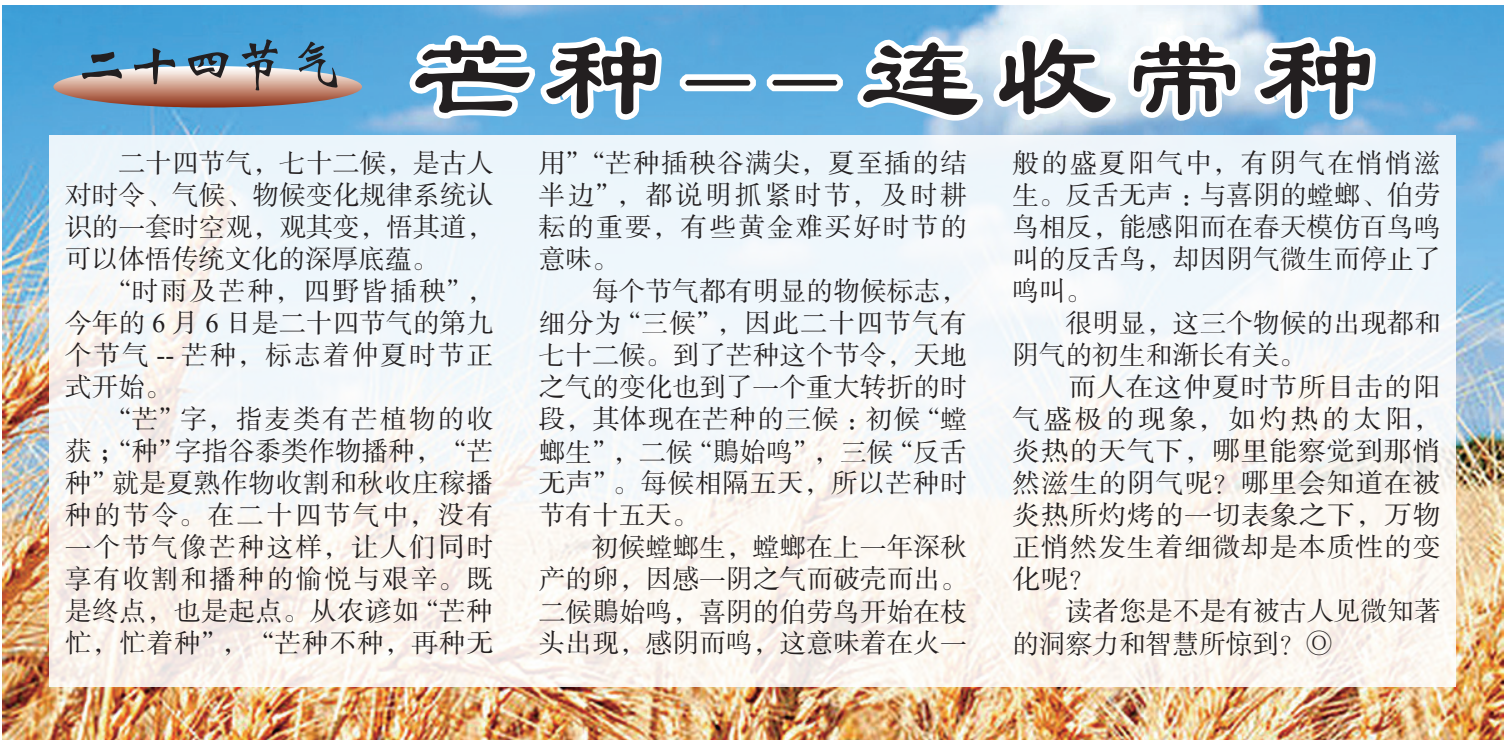 二十四节气
芒种--连收带种
二十四节气，七十二候，是古人
对时令、气候、物候变化规律系统认
识的一套时空观，观其变，悟其道，
可以体悟传统文化的深厚底蕴。
“时雨及芒种，四野皆插秧”，
今年的6月6日是二十四节气的第九
个节气--芒种，标志着仲夏时节正
式开始。
“芒”字，指麦类有芒植物的收
获；“种”字指谷黍类作物播种，“芒
种”就是夏熟作物收割和秋收庄稼播
种的节令。在二十四节气中，没有
一个节气像芒种这样，让人们同时
享有收割和播种的愉悦与艰辛。既
是终点，也是起点。从农谚如“芒种
忙，忙着种”，“芒种不种，再种无
用”“芒种插秧谷满尖，夏至插的结
半边”，都说明抓紧时节，及时耕
耘的重要，有些黄金难买好时节的
意味。
每个节气都有明显的物候标志，
细分为“三候”，因此二十四节气有
七十二候。到了芒种这个节令，天地
之气的变化也到了一个重大转折的时
段，其体现在芒种的三候：初候“螳
螂生”，二候“鵙始鸣”，三候“反舌
无声”。每候相隔五天，所以芒种时
节有十五天。
初候螳螂生，螳螂在上一年深秋
产的卵，因感一阴之气而破壳而出。
二候鵙始鸣，喜阴的伯劳鸟开始在枝
头出现，感阴而鸣，这意味着在火一
般的盛夏阳气中，有阴气在悄悄滋
生。反舌无声：与喜阴的螳螂、伯劳
鸟相反，能感阳而在春天模仿百鸟鸣
叫的反舌鸟，却因阴气微生而停止了
鸣叫。
很明显，这三个物候的出现都和
阴气的初生和渐长有关。
而人在这仲夏时节所目击的阳
气盛极的现象，如灼热的太阳，
炎热的天气下，哪里能察觉到那悄
然滋生的阴气呢？哪里会知道在被
炎热所灼烤的一切表象之下，万物
正悄然发生着细微却是本质性的变
化呢？
读者您是不是有被古人见微知著
的洞察力和智慧所惊到？◎